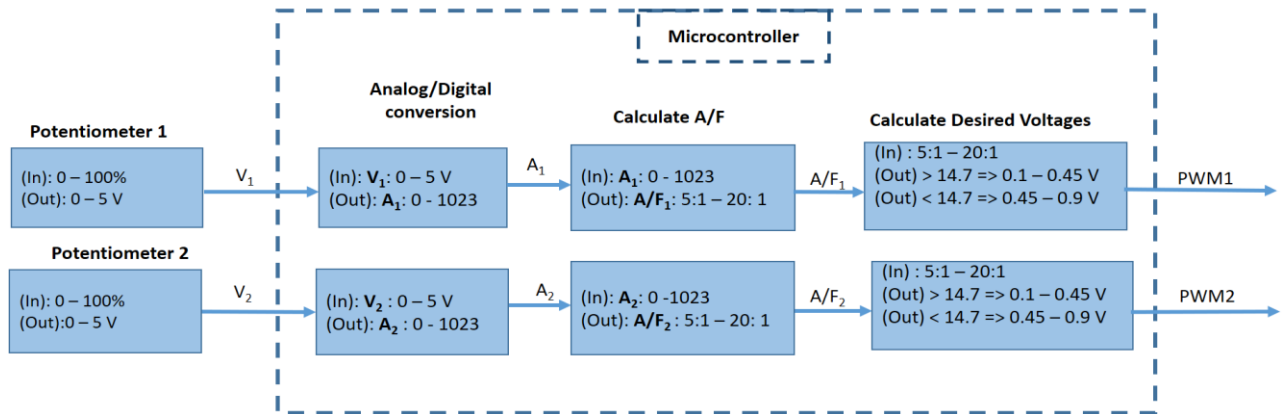 Microcontroller
Analog/Digital
conversion
Calculate A/F
Calculate Desired Voltages
Potentiometer 1
(In): 0 – 100%
(Out): 0 – 5 V
V1
(In): V1: 0 – 5 V
(Out): A1: 0 - 1023
A1
(In): A1: 0 - 1023
(Out): A/F1: 5:1 – 20: 1
A/F1
(In) : 5:1 – 20:1
(Out) > 14.7 => 0.1 – 0.45 V
(Out) < 14.7 => 0.45 – 0.9 V
PWM1
Potentiometer 2
(In): 0 – 100%
(Out):0 – 5 V
V2
(In): V2 : 0 – 5 V
(Out): A2 : 0 - 1023
A2
(In): A2: 0 -1023
(Out): A/F2 : 5:1 – 20: 1
A/F2
(In) : 5:1 – 20:1
(Out) > 14.7 => 0.1 – 0.45 V
(Out) < 14.7 => 0.45 – 0.9 V
PWM2